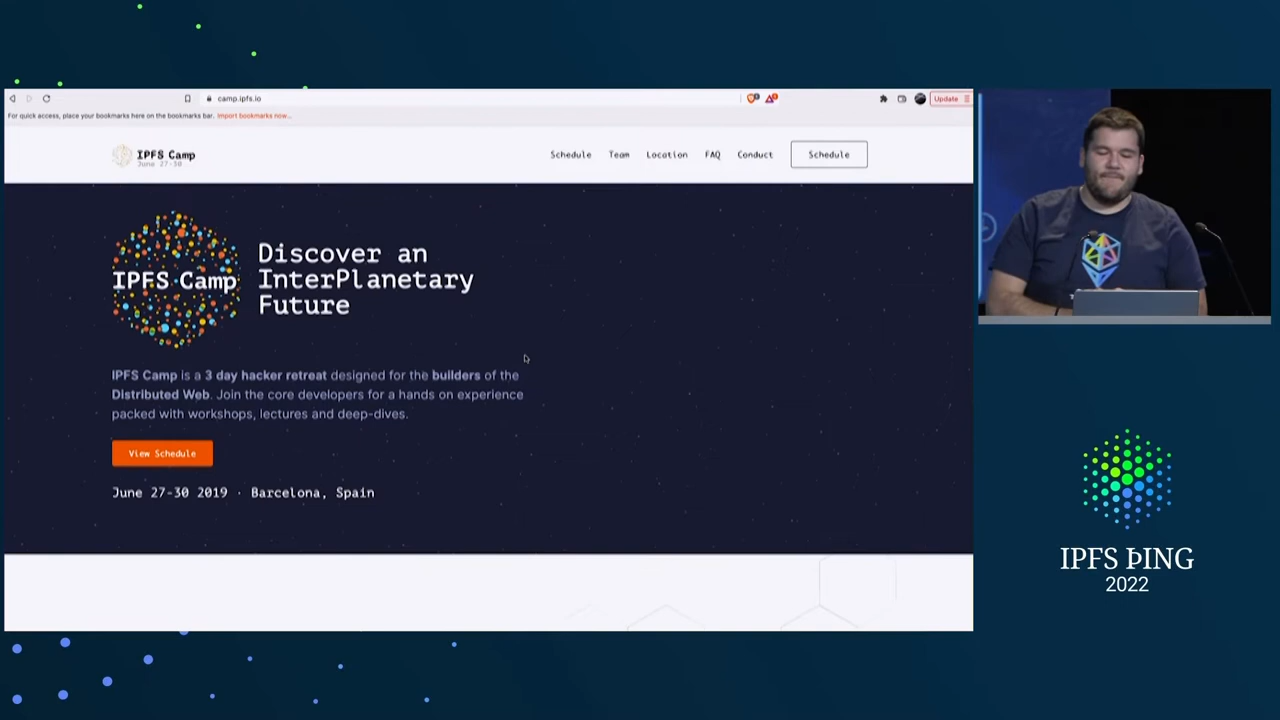 camp.ipfs.io
Update
For quick access, place your bookmarks here on the bookmarks bar. Import bookmarks now...
IPFS Camp
June 27-30
Schedule Team Location FAQ Conduct Schedule
IPFS Camp
Discover an
InterPlanetary
Future
IPFS Camp is a 3 day hacker retreat designed for the builders of the
Distributed Web. Join the core developers for a hands on experience
packed with workshops, lectures and deep-dives.
View Schedule
June 27-30 2019 · Barcelona, Spain
IPFS ÞING
2022